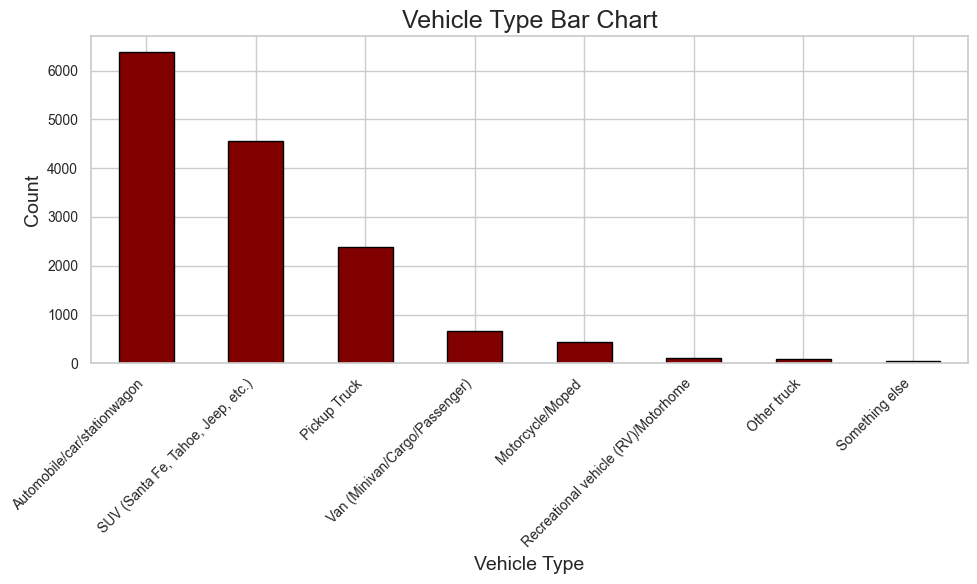 Vehicle Type Bar Chart
Count
6000
5000
4000
3000
2000
1000
0
Automobile/car/stationwagon
SUV (Santa Fe, Tahoe, Jeep, etc.)
Pickup Truck
Van (Minivan/Cargo/Passenger)
Motorcycle/Moped
Recreational vehicle (RV)/Motorhome
Other truck
Something else
Vehicle Type